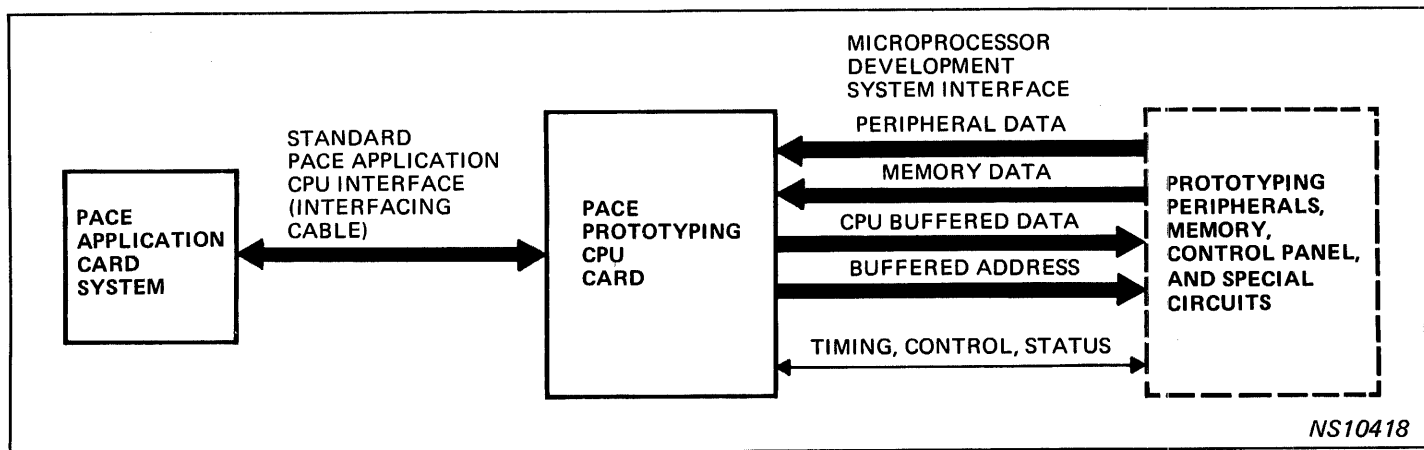 PACE
APPLICATION
CARD
SYSTEM
STANDARD
PACE APPLICATION
CPU INTERFACE
(INTERFACING
CABLE)
PACE
PROTOTYPING
CPU
CARD
MICROPROCESSOR
DEVELOPMENT
SYSTEM INTERFACE
PERIPHERAL DATA
MEMORY DATA
CPU BUFFERED DATA
BUFFERED ADDRESS
TIMING, CONTROL, STATUS
PROTOTYPING
PERIPHERALS,
MEMORY,
CONTROL PANEL,
AND SPECIAL
CIRCUITS
NS10418